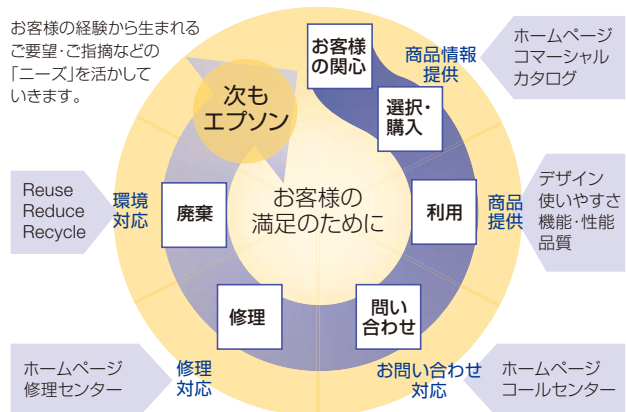 お客様の経験から生まれる
ご要望・ご指摘などの
「ニーズ」を活かして
いきます。
次も
エプソン
お客様
の関心
商品情報
提供
ホームページ
コマーシャル
カタログ
選択・
購入
Reuse
Reduce
Recycle
環境
対応
廃棄
お客様の
満足のために
利用
商品
提供
デザイン
使いやすさ
機能・性能
品質
修理
問い
合わせ
ホームページ
修理センター
修理
対応
お問い合わせ
対応
ホームページ
コールセンター